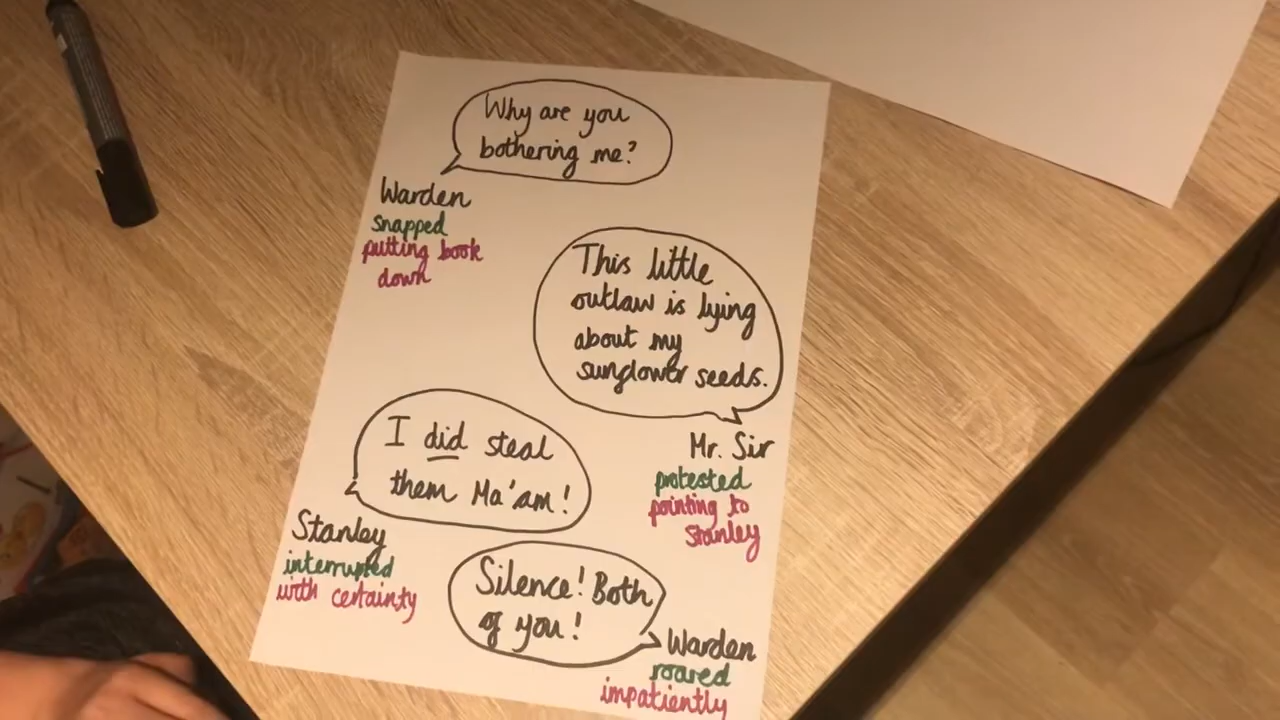 Why are you
bothering me?
Warden
snapped
putting book
down
This little
outlaw is lying
about my
sunflower seeds.
Mr. Sir
protested
pointing to
Stanley
I did steal
them Ma'am!
Stanley
interrupted
with certainty
Silence! Both
of you!
Warden
roared
impatiently